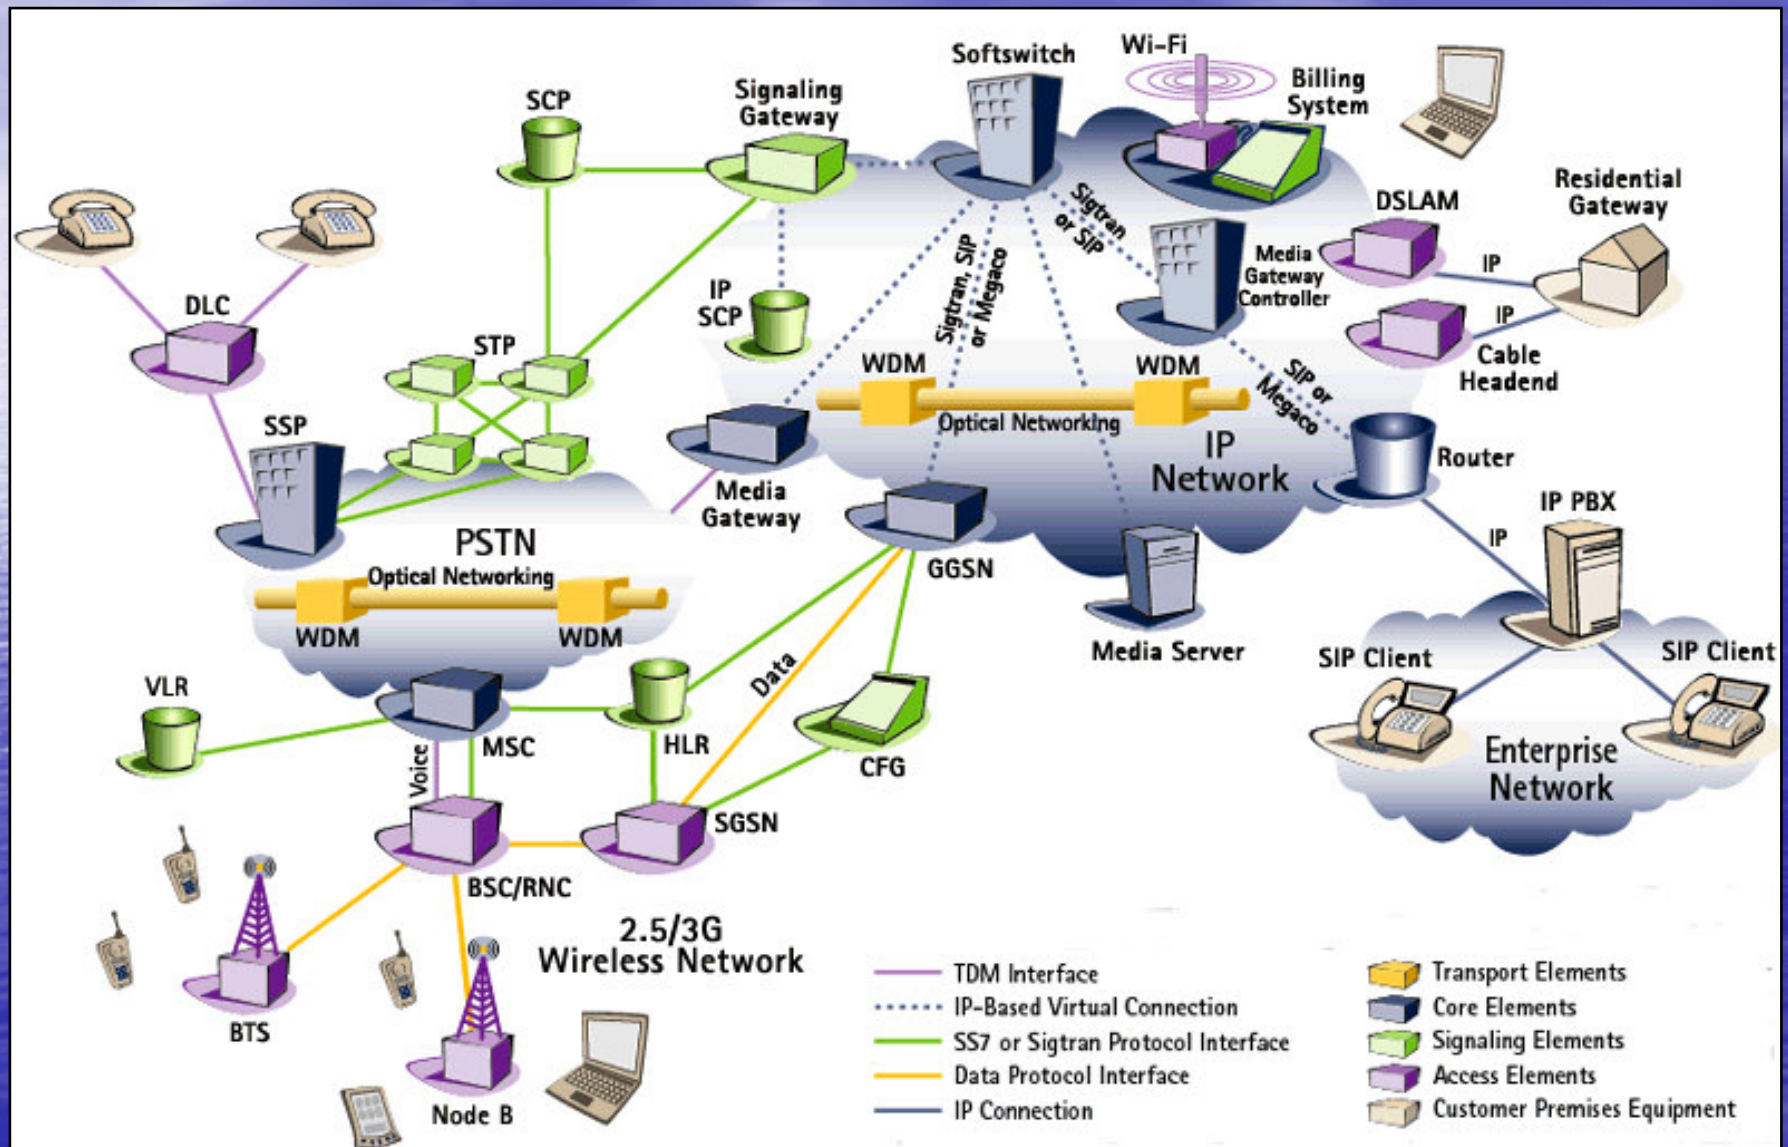 Softswitch
Wi-Fi
Billing
System
SCP
Signaling
Gateway
Residential
Gateway
DSLAM
IP
Sigtran
or SIP
Media
Gateway
Controller
Sigtran, SIP
or Megaco
IP
SCP
DLC
STP
IP
Cable
Headend
WDM
WDM
Optical Networking
SIP or
Megaco
SSP
IP
Network
Router
Media
Gateway
IP PBX
IP
PSTN
Optical Networking
WDM
WDM
GGSN
Media Server
SIP Client
SIP Client
VLR
Data
MSC
HLR
CFG
Voice
Enterprise
Network
SGSN
BSC/RNC
2.5/3G
Wireless Network
BTS
Node B
TDM Interface
IP-Based Virtual Connection
SS7 or Sigtran Protocol Interface
Data Protocol Interface
IP Connection
Transport Elements
Core Elements
Signaling Elements
Access Elements
Customer Premises Equipment